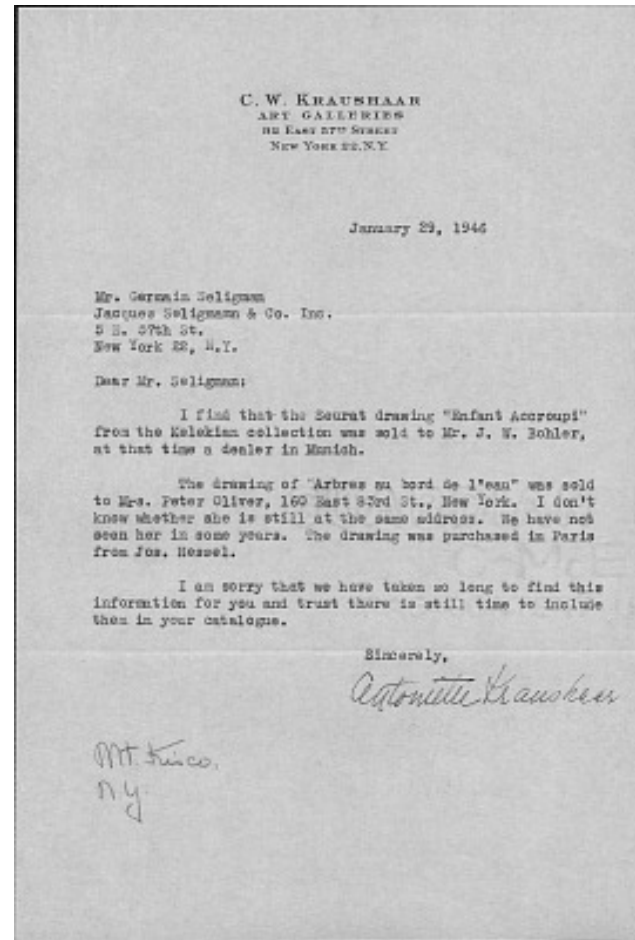 C. W. KRAUSHAAR
ART GALLERIES
32 EAST 57TH STREET
NEW YORK 22, N.Y.
January 29, 1946
Mr. Germain Seligman
Jacques Seligmann & Co. Inc.
5 E. 57th St.
New York 22, N.Y.
Dear Mr. Seligman:
I find that the Seurat drawing "Enfant Accroupi"
from the Kelekian collection was sold to Mr. J. W. Bohler,
at that time a dealer in Munich.
The drawing of "Arbres au bord de l"eau" was sold
to Mrs. Peter Oliver, 160 East 83rd St., New York. I don't
know whether she is still at the same address. We have not
seen her in some years. The drawing was purchased in Paris
from Jos. Hessel.
I am sorry that we have taken so long to find this
information for you and trust there is still time to include
them in your catalogue.
Sincerely,
Antoinette Kraushaar
Mt. Kisco,
N.Y.